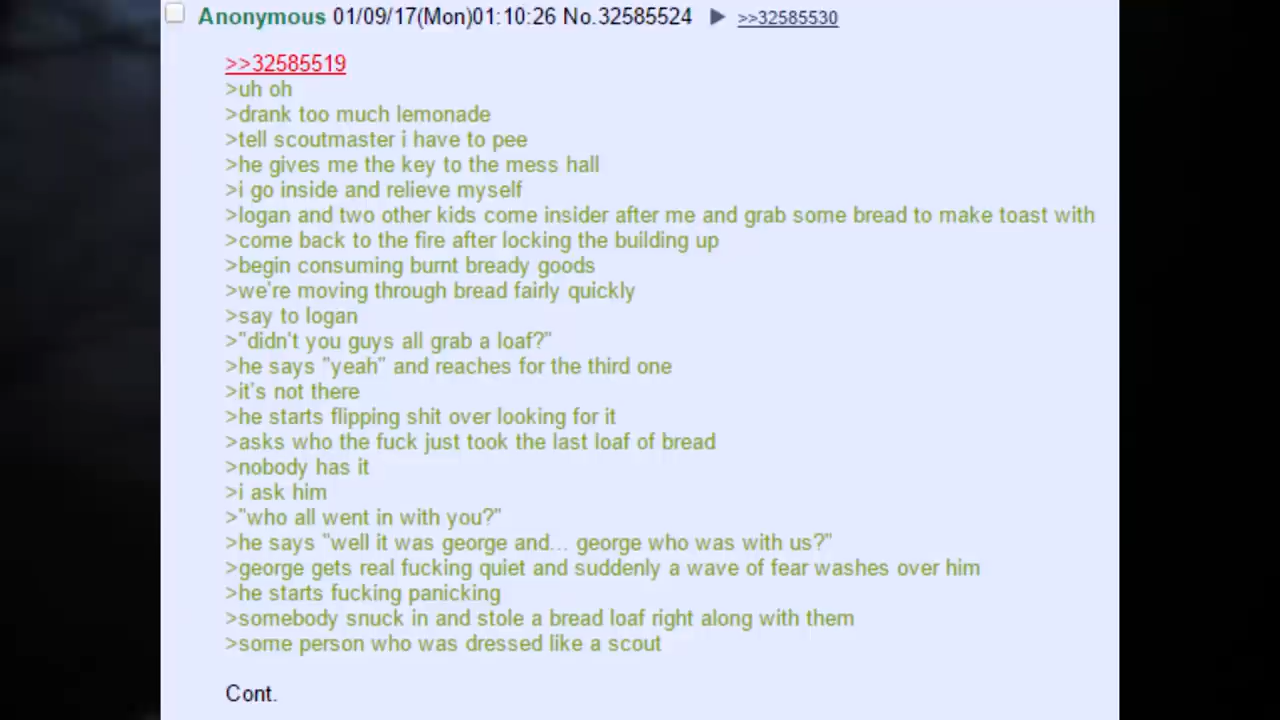 Anonymous 01/09/17(Mon)01:10:26 No.32585524 ▶ >>32585530
>>32585519
>uh oh
>drank too much lemonade
>tell scoutmaster i have to pee
>he gives me the key to the mess hall
>i go inside and relieve myself
>logan and two other kids come insider after me and grab some bread to make toast with
>come back to the fire after locking the building up
>begin consuming burnt bready goods
>we're moving through bread fairly quickly
>say to logan
>"didn't you guys all grab a loaf?"
>he says "yeah" and reaches for the third one
>it's not there
>he starts flipping shit over looking for it
>asks who the fuck just took the last loaf of bread
>nobody has it
>i ask him
>"who all went in with you?"
>he says "well it was george and... george who was with us?"
>george gets real fucking quiet and suddenly a wave of fear washes over him
>he starts fucking panicking
>somebody snuck in and stole a bread loaf right along with them
>some person who was dressed like a scout
Cont.